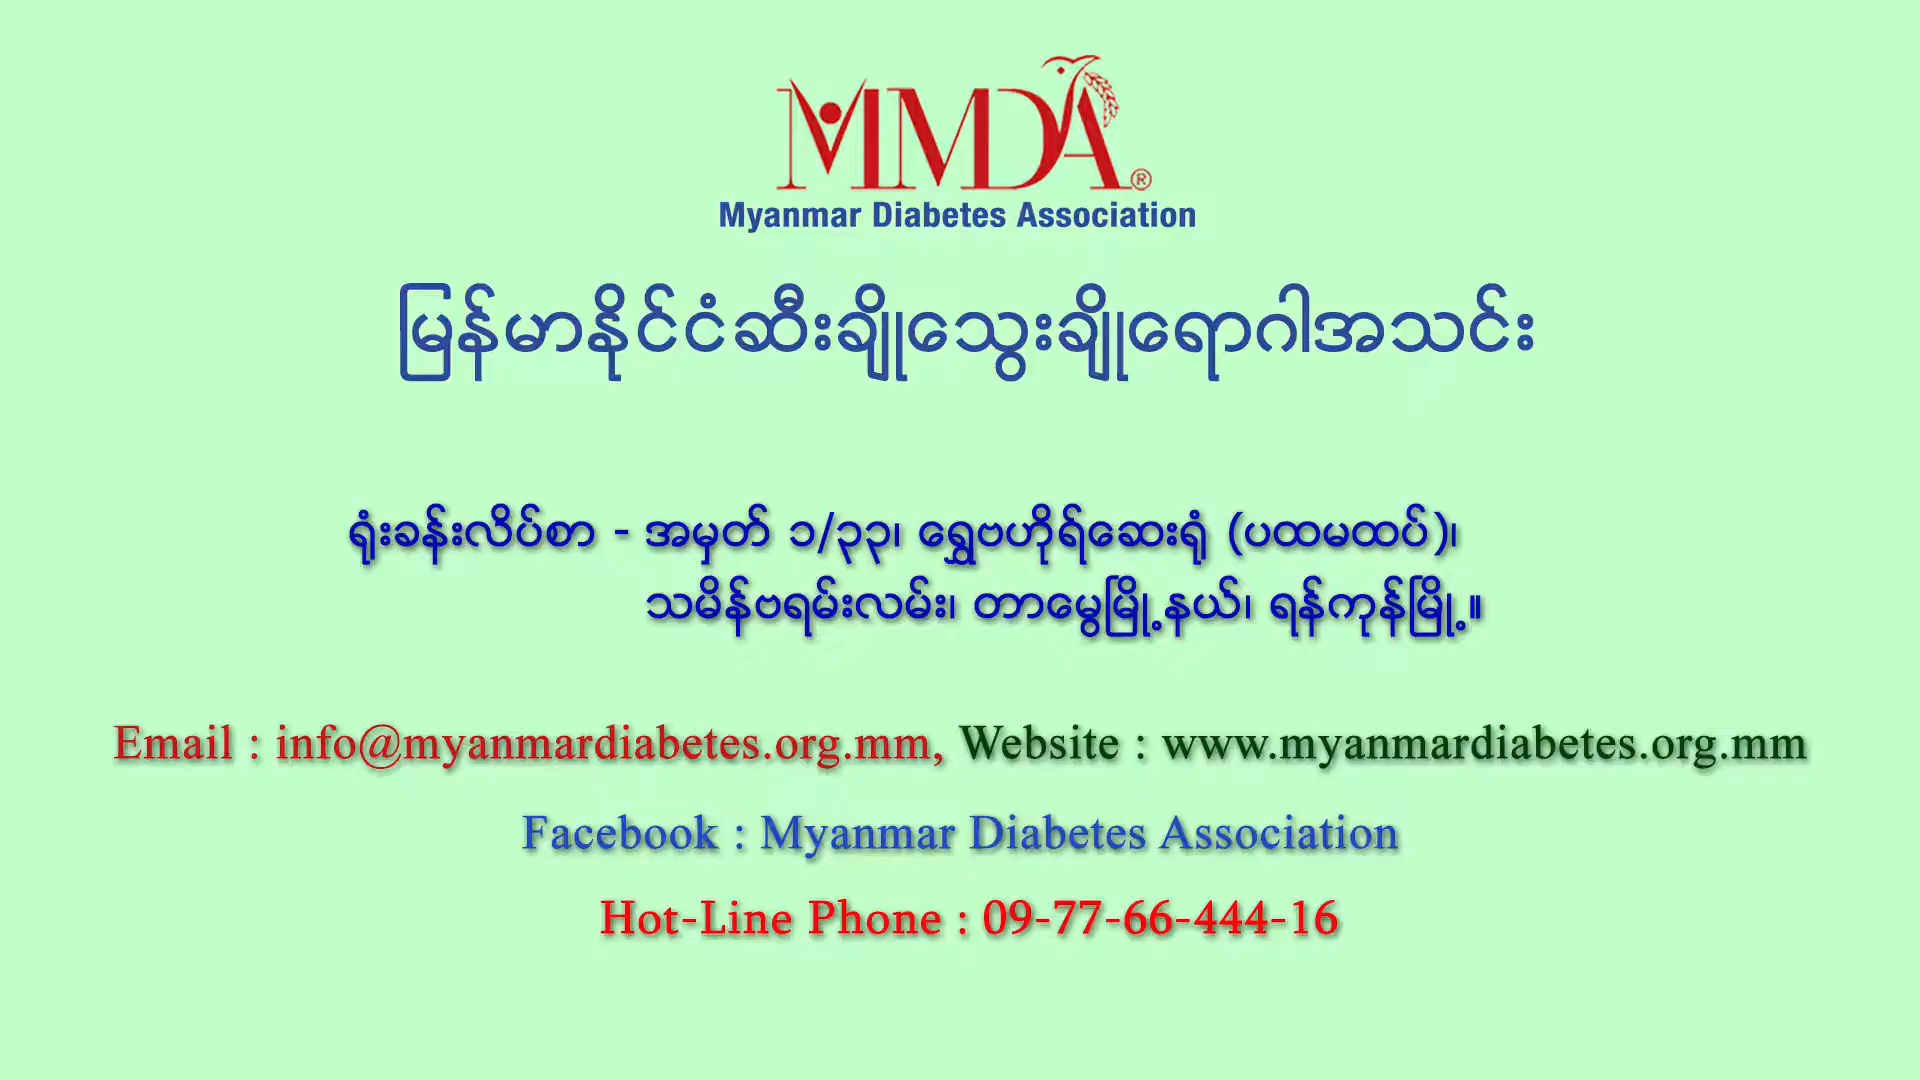 MMDA®
Myanmar Diabetes Association
မြန်မာနိုင်ငံဆီးချိုသွေးချိုရောဂါအသင်း
ရုံးခန်းလိပ်စာ - အမှတ် ၁/၃၃၊ ရွှေဗဟိုရ်ဆေးရုံ (ပထမထပ်)၊
သမိန်ဗရမ်းလမ်း၊ တာမွေမြို့နယ်၊ ရန်ကုန်မြို့။
Email : info@myanmardiabetes.org.mm, Website : www.myanmardiabetes.org.mm
Facebook : Myanmar Diabetes Association
Hot-Line Phone : 09-77-66-444-16